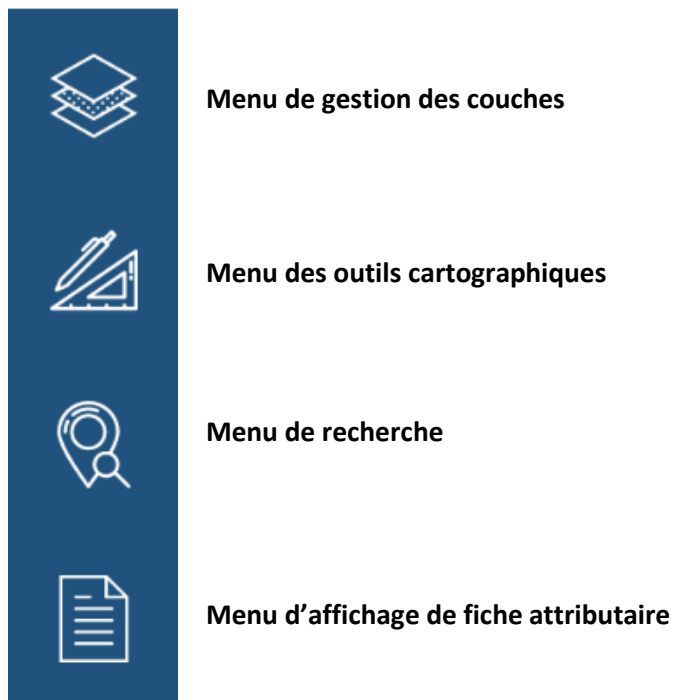 Menu de gestion des couches
Menu des outils cartographiques
Menu de recherche
Menu d’affichage de fiche attributaire